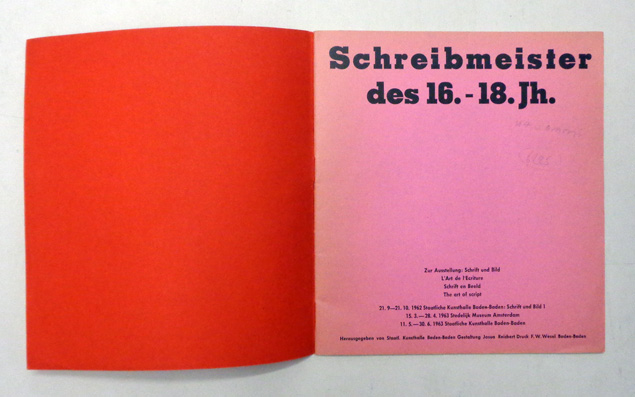 Schreibmeister
des 16.-18. Jh.
Zur Ausstellung: Schrift und Bild
L'Art de l'Ecriture
Schrift en Beeld
The art of script
21. 9.—21. 10. 1962 Staatliche Kunsthalle Baden-Baden: Schrift und Bild 1
15. 3.— 28. 4. 1963 Stedelijk Museum Amsterdam
11. 5.— 30. 6. 1963 Staatliche Kunsthalle Baden-Baden
Herausgegeben von Staatl. Kunsthalle Baden-Baden Gestaltung Reichert Druck F. W. Wesel Baden-Baden